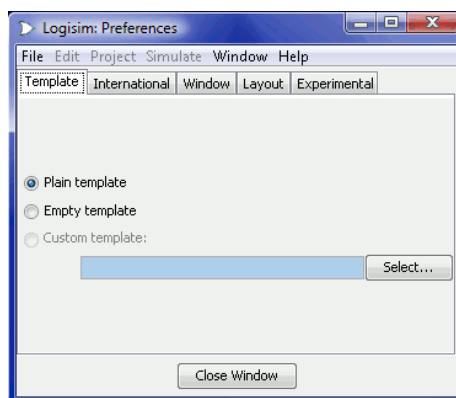 Logisim: Preferences
File Edit Project Simulate Window Help
Template International Window Layout Experimental
Plain template
Empty template
Custom template:
Select...
Close Window